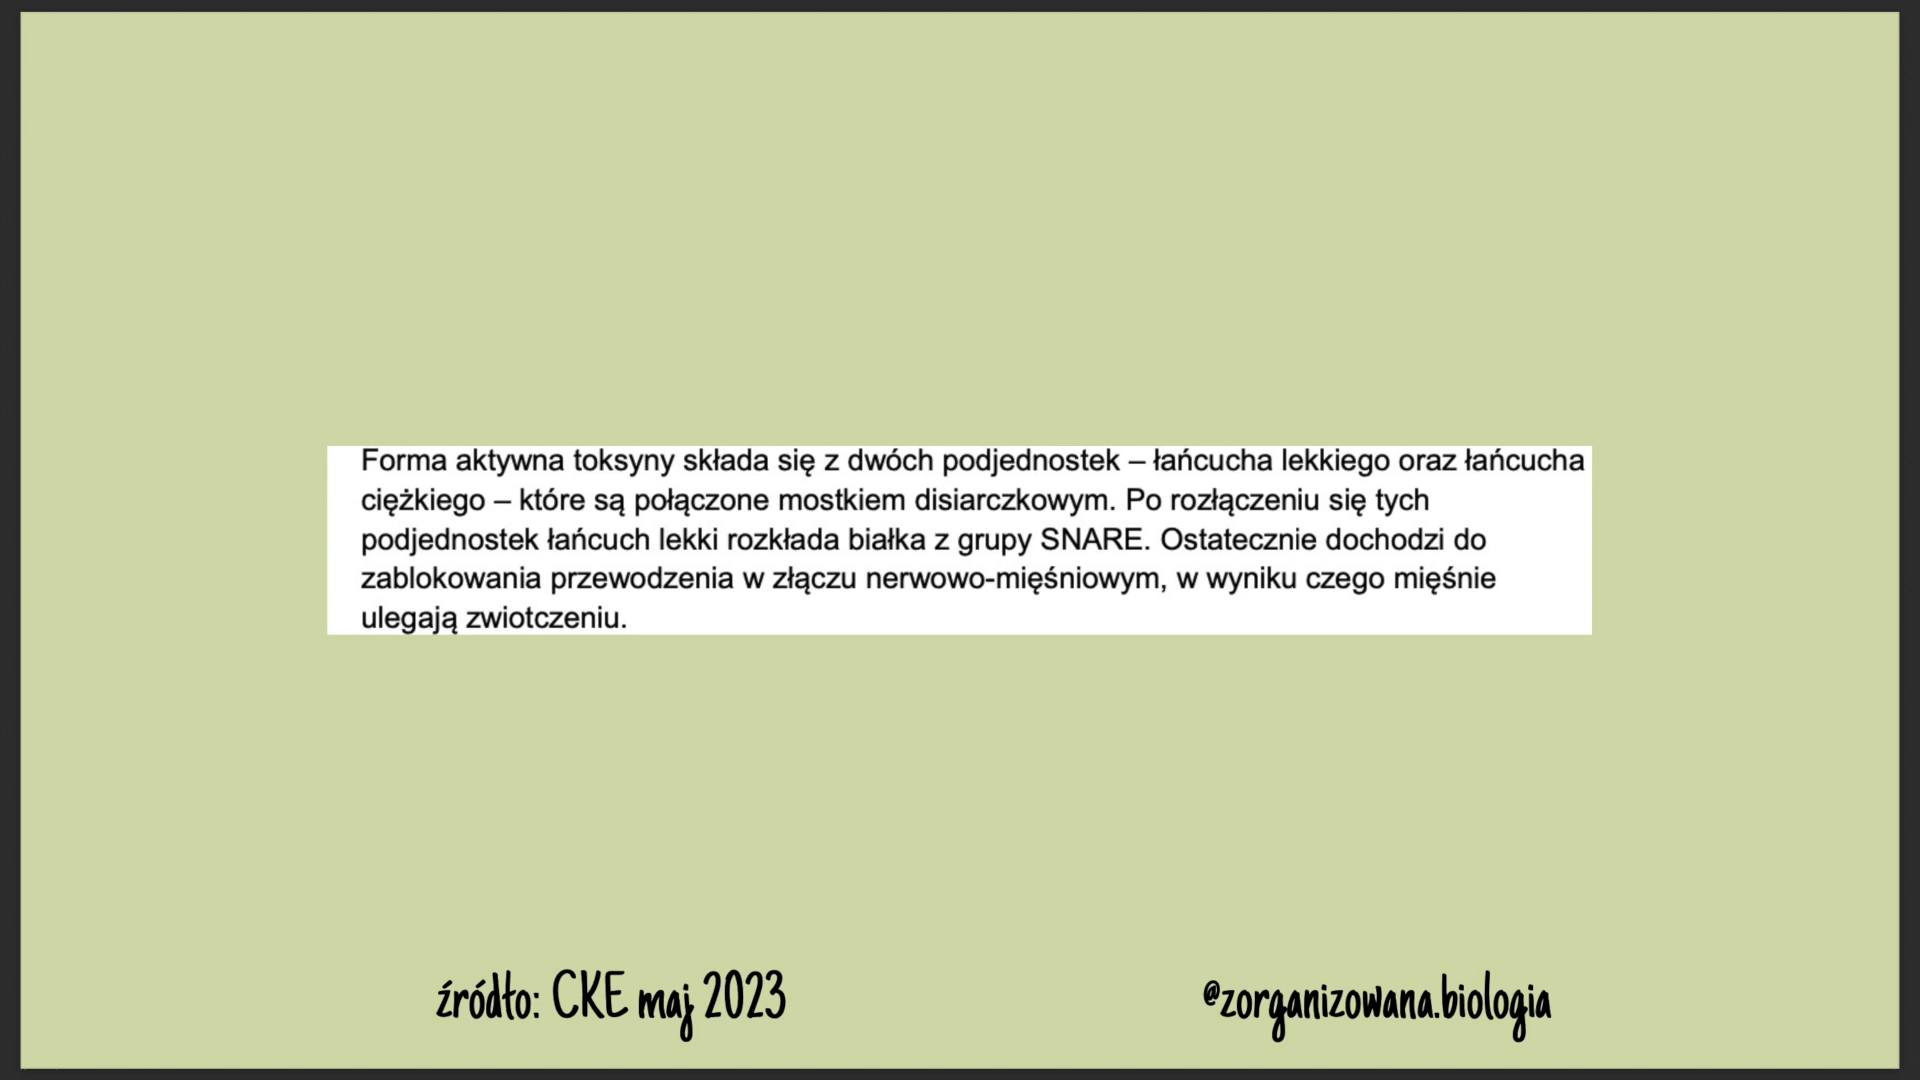 Forma aktywna toksyny składa się z dwóch podjednostek – łańcucha lekkiego oraz łańcucha
ciężkiego – które są połączone mostkiem disiarczkowym. Po rozłączeniu się tych
podjednostek łańcuch lekki rozkłada białka z grupy SNARE. Ostatecznie dochodzi do
zablokowania przewodzenia w złączu nerwowo-mięśniowym, w wyniku czego mięśnie
ulegają zwiotczeniu.
źródło: CKE maj 2023
@zorganizowana.biologia